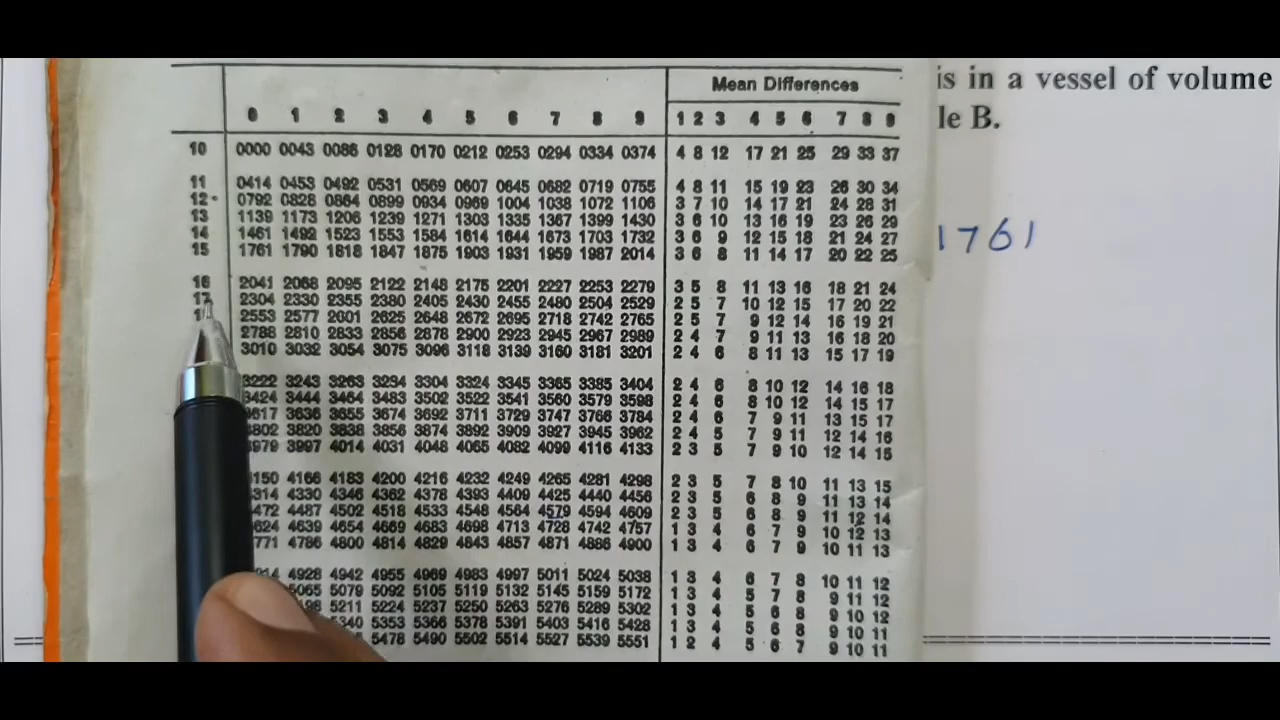 Mean Differences
is in a vessel of volume
0 1 2 3 4 5 6 7 8 9 1 2 3 4 5 6 7 8 9
le B.
10 0000 0043 0086 0128 0170 0212 0253 0294 0334 0374 4 8 12 17 21 25 29 33 37
11 0414 0453 0492 0531 0569 0607 0645 0682 0719 0755 4 8 11 15 19 23 26 30 34
12 0792 0828 0864 0899 0934 0969 1004 1038 1072 1106 3 7 10 14 17 21 24 28 31
13 1139 1173 1206 1239 1271 1303 1335 1367 1399 1430 3 6 10 13 16 19 23 26 29
14 1461 1492 1523 1553 1584 1614 1644 1673 1703 1732 3 6 9 12 15 18 21 24 27
1761
15 1761 1790 1818 1847 1875 1903 1931 1959 1987 2014 3 6 8 11 14 17 20 22 25
16 2041 2068 2095 2122 2148 2175 2201 2227 2253 2279 3 5 8 11 13 16 18 21 24
17 2304 2330 2355 2380 2405 2430 2455 2480 2504 2529 2 5 7 10 12 15 17 20 22
2553 2577 2601 2625 2648 2672 2695 2718 2742 2765 2 5 7 9 12 14 16 19 21
2788 2810 2833 2856 2878 2900 2923 2945 2967 2989 2 4 7 9 11 13 16 18 20
3010 3032 3054 3075 3096 3118 3139 3160 3181 3201 2 4 6 8 11 13 15 17 19
3222 3243 3263 3284 3304 3324 3345 3365 3385 3404 2 4 6 8 10 12 14 16 18
3424 3444 3464 3483 3502 3522 3541 3560 3579 3598 2 4 6 8 10 12 14 15 17
3617 3636 3655 3674 3692 3711 3729 3747 3766 3784 2 4 6 7 9 11 13 15 17
3802 3820 3838 3856 3874 3892 3909 3927 3945 3962 2 4 5 7 9 11 12 14 16
3979 3997 4014 4031 4048 4065 4082 4099 4116 4133 2 3 5 7 9 10 12 14 15
4150 4166 4183 4200 4216 4232 4249 4265 4281 4298 2 3 5 7 8 10 11 13 15
4314 4330 4346 4362 4378 4393 4409 4425 4440 4456 2 3 5 6 8 9 11 13 14
4472 4487 4502 4518 4533 4548 4564 4579 4594 4609 2 3 5 6 8 9 11 12 14
4624 4639 4654 4669 4683 4698 4713 4728 4742 4757 1 3 4 6 7 9 10 12 13
4771 4786 4800 4814 4829 4843 4857 4871 4886 4900 1 3 4 6 7 9 10 11 13
4928 4942 4955 4969 4983 4997 5011 5024 5038 1 3 4 6 7 8 10 11 12
5065 5079 5092 5105 5119 5132 5145 5159 5172 1 3 4 5 7 8 9 11 12
5211 5224 5237 5250 5263 5276 5289 5302 1 3 4 5 6 8 9 10 12
5340 5353 5366 5378 5391 5403 5416 5428 1 3 4 5 6 8 9 10 11
5478 5490 5502 5514 5527 5539 5551 1 2 4 5 6 7 9 10 11